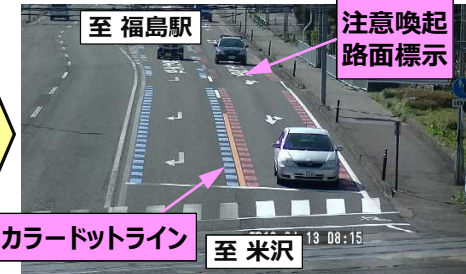 至 福島駅
注意喚起
路面標示
カラードットライン
至 米沢
13 08:15